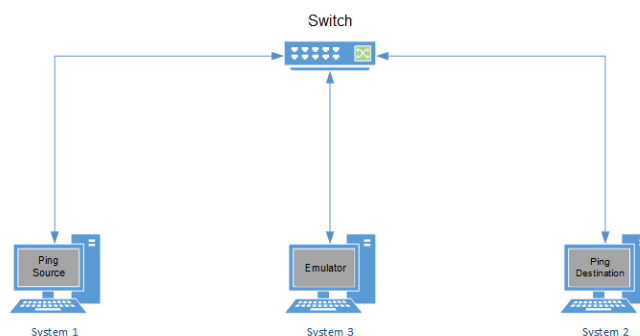 Switch
Ping
Source
Emulator
Ping
Destination
System 1
System 3
System 2